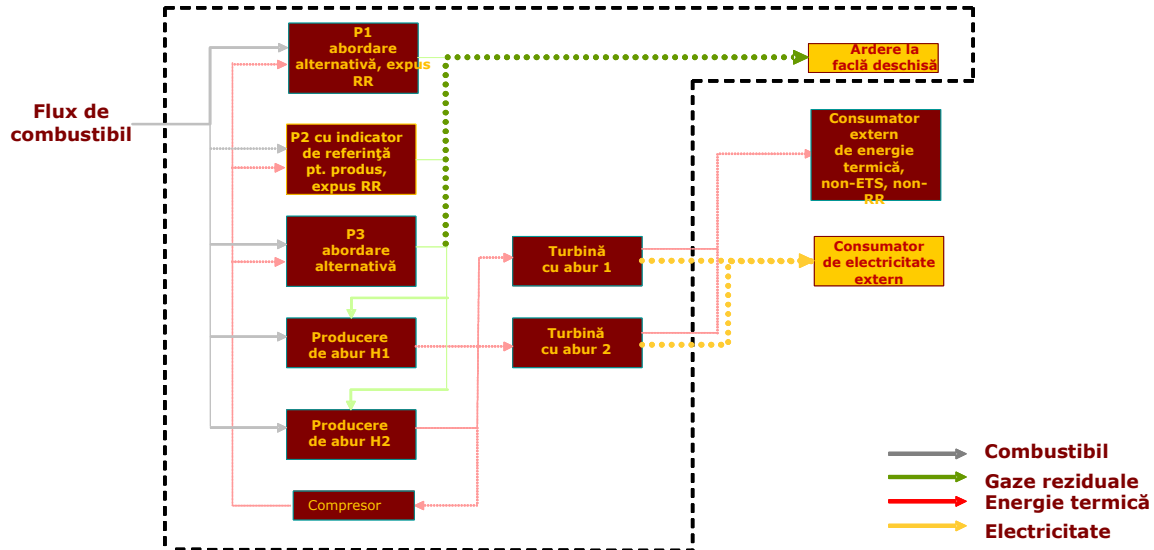 P1
abordare
alternativă, expus
RR
Ardere la
faclă deschisă
Flux de
combustibil
Consumator
extern
de energie
termică,
non-ETS, non-
RR
P2 cu indicator
de referinţă
pt. produs,
expus RR
P3
abordare
alternativă
Turbină
cu abur 1
Consumator
de electricitate
extern
Producere
de abur H1
Turbină
cu abur 2
Producere
de abur H2
Compresor
Combustibil
Gaze reziduale
Energie termică
Electricitate